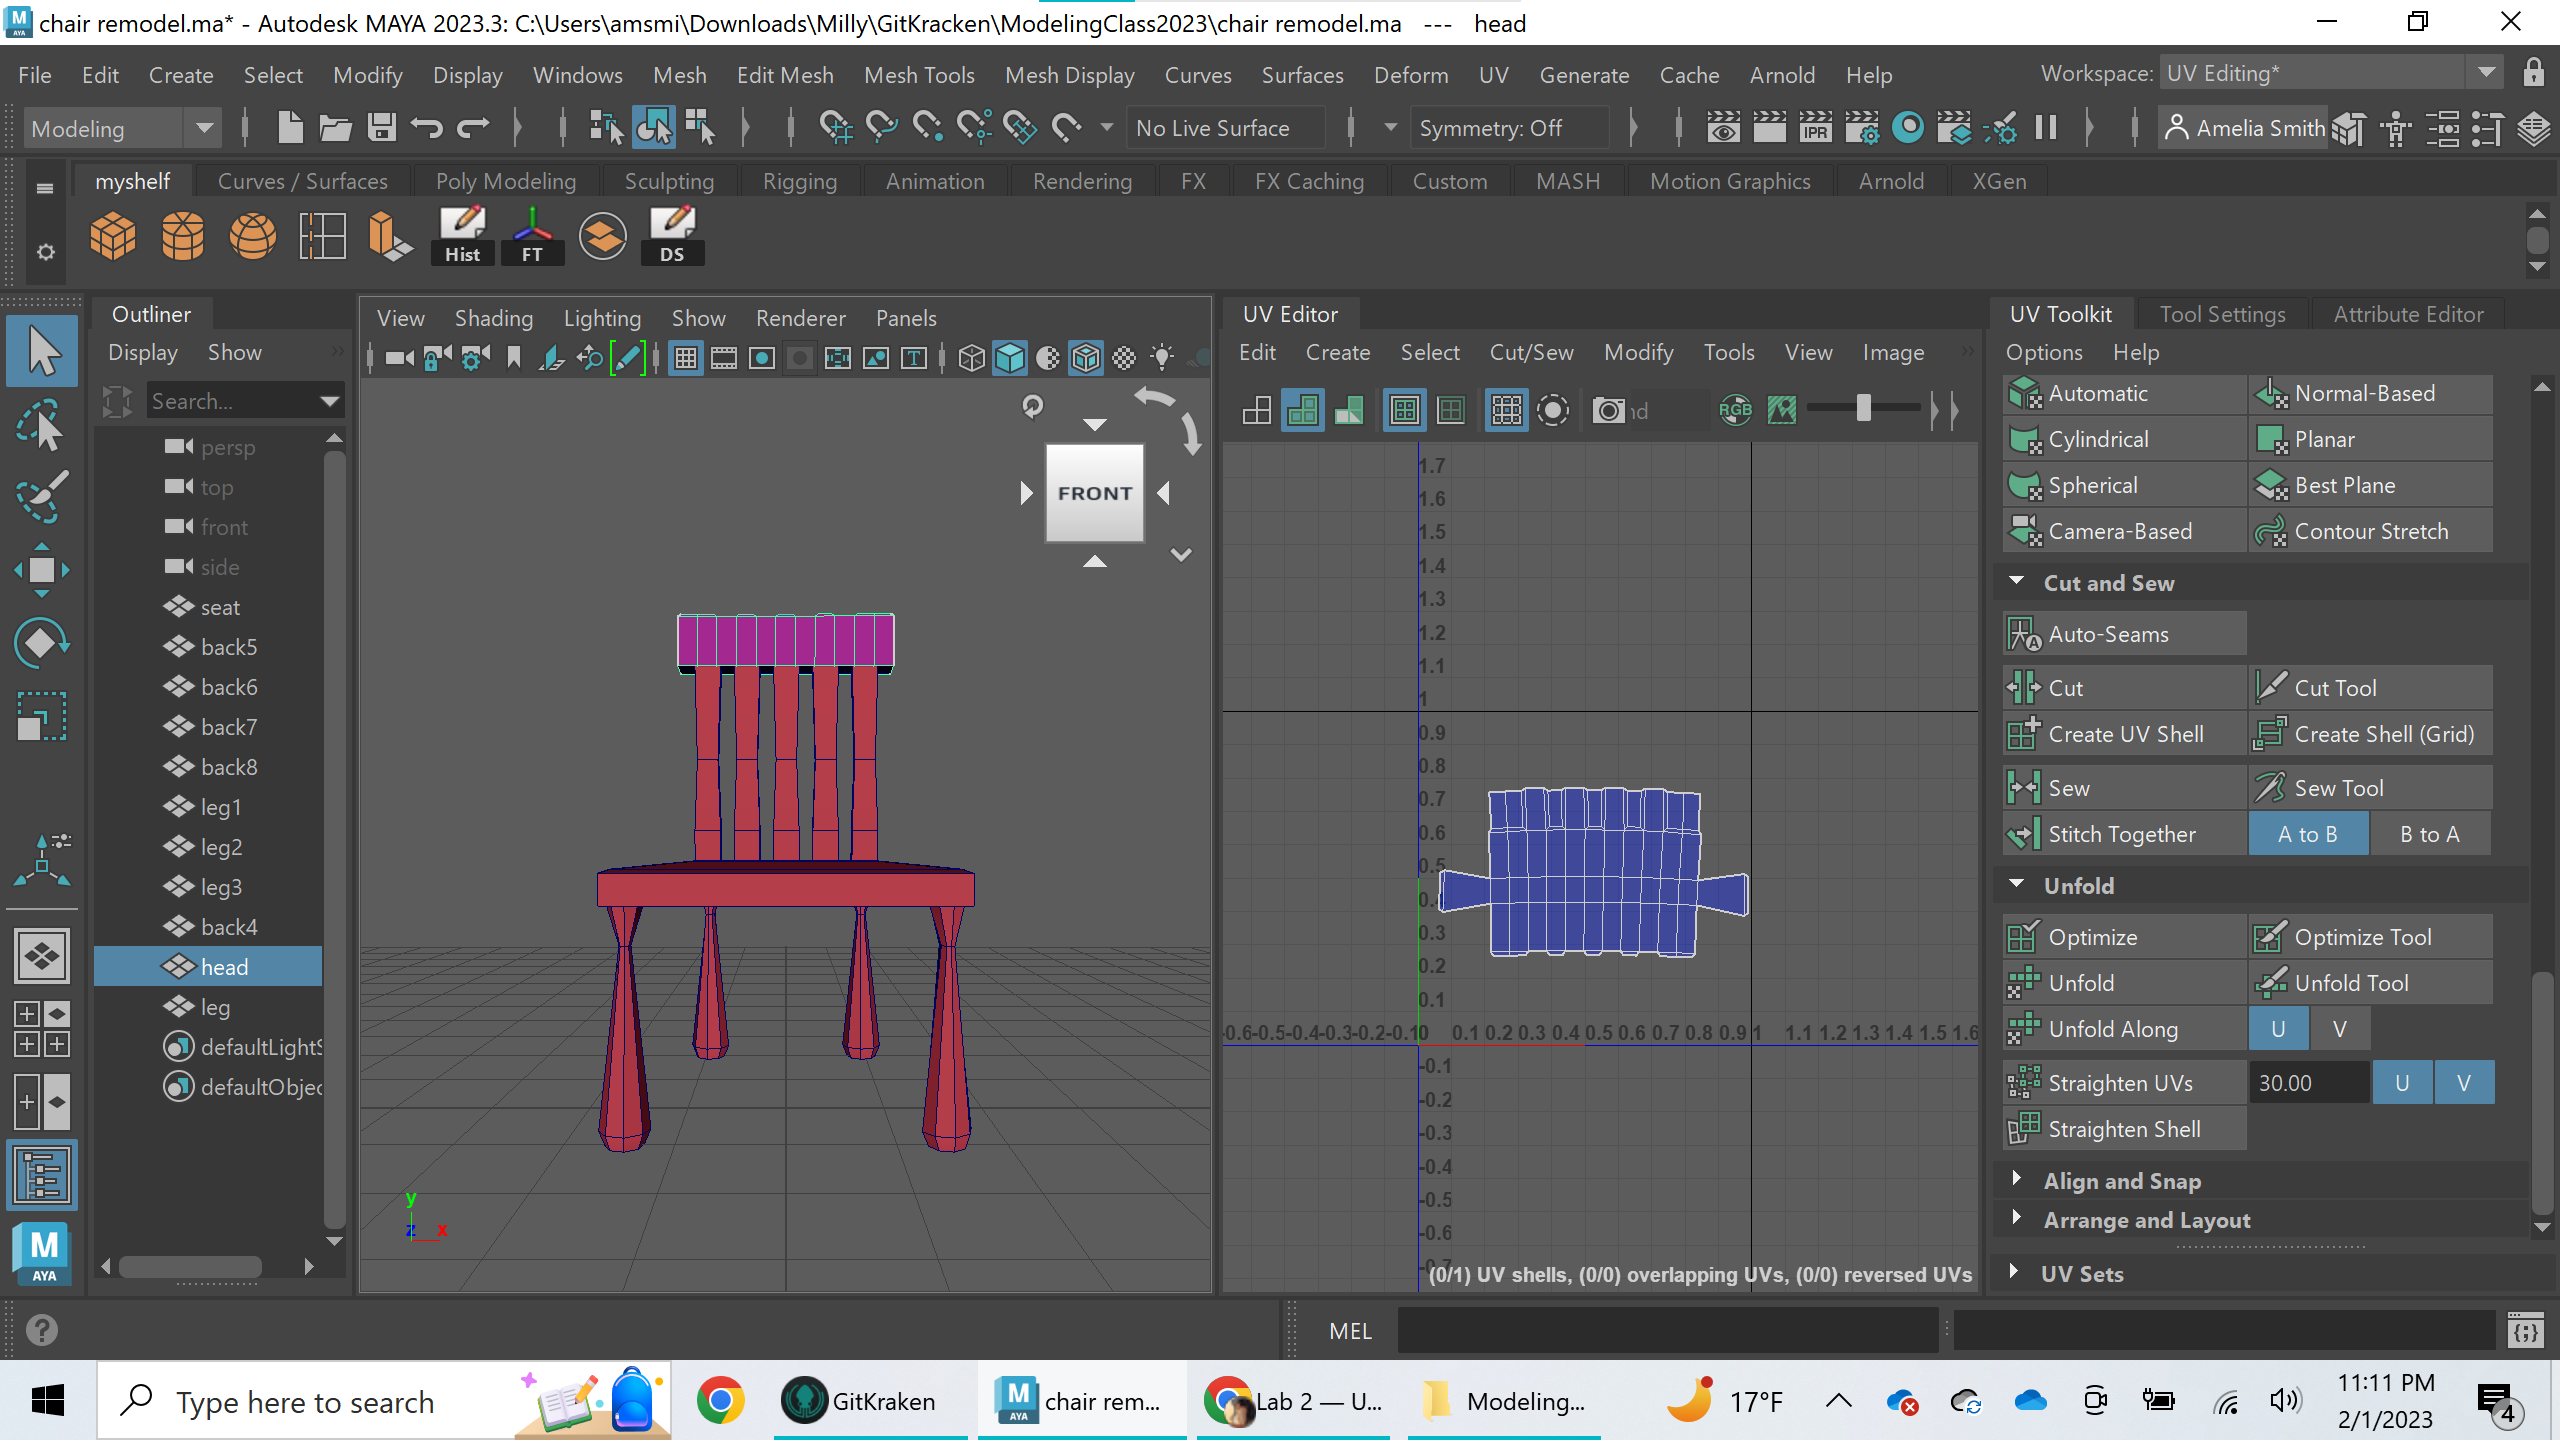 chair remodel.ma* - Autodesk MAYA 2023.3: C:\Users\amsmi\Downloads\Milly\GitKracken\ModelingClass2023\chair remodel.ma --- head
File Edit Create Select Modify Display Windows Mesh Edit Mesh Mesh Tools Mesh Display Curves Surfaces Deform UV Generate Cache Arnold Help Workspace: UV Editing*
Modeling No Live Surface Symmetry: Off IPR Amelia Smith
myshelf Curves / Surfaces Poly Modeling Sculpting Rigging Animation Rendering FX FX Caching Custom MASH Motion Graphics Arnold XGen
Hist FT DS
Outliner
Display Show
Search...
persp
top
front
side
seat
back5
back6
back7
back8
leg1
leg2
leg3
back4
head
leg
defaultLightS
defaultObjec
View Shading Lighting Show Renderer Panels
FRONT
y
z x
UV Editor
Edit Create Select Cut/Sew Modify Tools View Image
RGB
1.7
1.6
1.5
1.4
1.3
1.2
1.1
1
0.9
0.8
0.7
0.6
0.5
0.4
0.3
0.2
0.1
-0.6 -0.5 -0.4 -0.3 -0.2 -0.1 0 0.1 0.2 0.3 0.4 0.5 0.6 0.7 0.8 0.9 1 1.1 1.2 1.3 1.4 1.5 1.6
-0.1
-0.2
-0.3
-0.4
-0.5
-0.6
-0.7
(0/1) UV shells, (0/0) overlapping UVs, (0/0) reversed UVs
UV Toolkit Tool Settings Attribute Editor
Options Help
Automatic Normal-Based
Cylindrical Planar
Spherical Best Plane
Camera-Based Contour Stretch
Cut and Sew
Auto-Seams
Cut Cut Tool
Create UV Shell Create Shell (Grid)
Sew Sew Tool
Stitch Together A to B B to A
Unfold
Optimize Optimize Tool
Unfold Unfold Tool
Unfold Along U V
Straighten UVs 30.00 U V
Straighten Shell
Align and Snap
Arrange and Layout
UV Sets
M
AYA
MEL
Type here to search
GitKraken
chair rem...
Lab 2 — U...
Modeling...
17°F
11:11 PM
2/1/2023
4